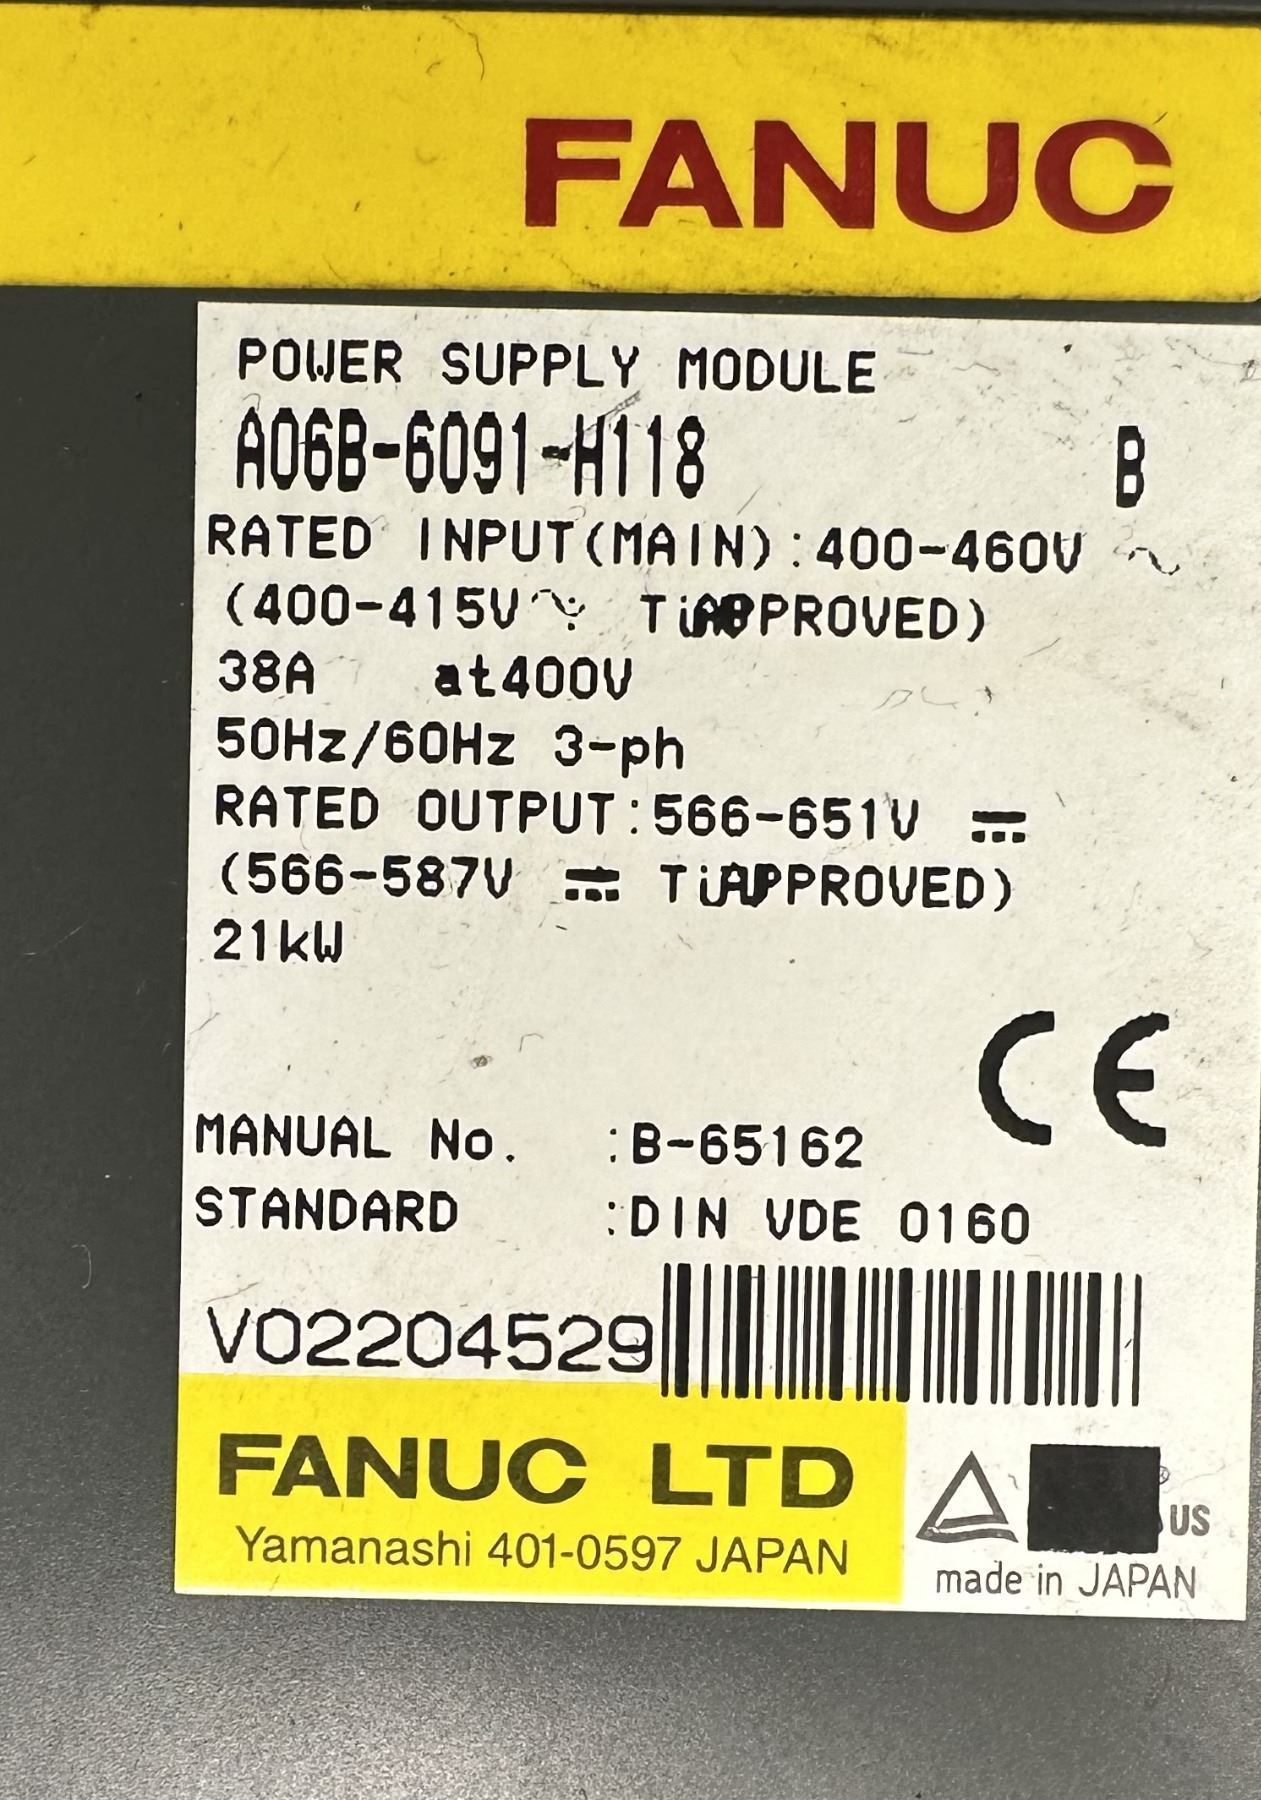 FANUC
POWER SUPPLY MODULE
A06B-6091-H118 B
RATED INPUT(MAIN):400-460V
(400-415V APPROVED)
38A at400V
50Hz/60Hz 3-ph
RATED OUTPUT:566-651V
(566-587V APPROVED)
21kW
CE
MANUAL No. :B-65162
STANDARD :DIN VDE 0160
V02204529
FANUC LTD
Yamanashi 401-0597 JAPAN
US
made in JAPAN